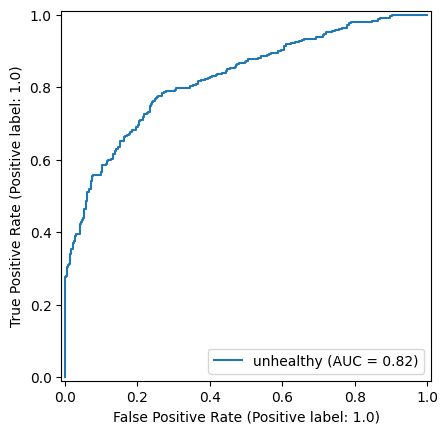 1.0
0.8
0.6
0.4
0.2
0.0
True Positive Rate (Positive label: 1.0)
unhealthy (AUC = 0.82)
0.0 0.2 0.4 0.6 0.8 1.0
False Positive Rate (Positive label: 1.0)